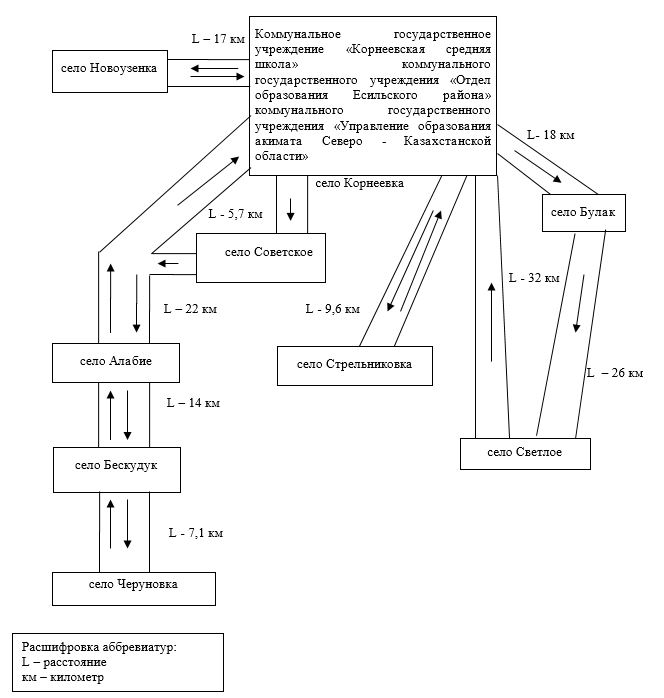 L – 17 км
Коммунальное государственное
учреждение «Корнеевская средняя
школа» коммунального
государственного учреждения «Отдел
образования Есильского района»
коммунального государственного
учреждения «Управление образования
акимата Северо - Казахстанской
области»
село Новоузенка
L- 18 км
село Корнеевка
L - 5,7 км
село Булак
село Советское
L - 32 км
L – 22 км
L - 9,6 км
село Алабие
село Стрельниковка
L – 26 км
L – 14 км
село Светлое
село Бескудук
L - 7,1 км
село Черуновка
Расшифровка аббревиатур:
L – расстояние
км – километр